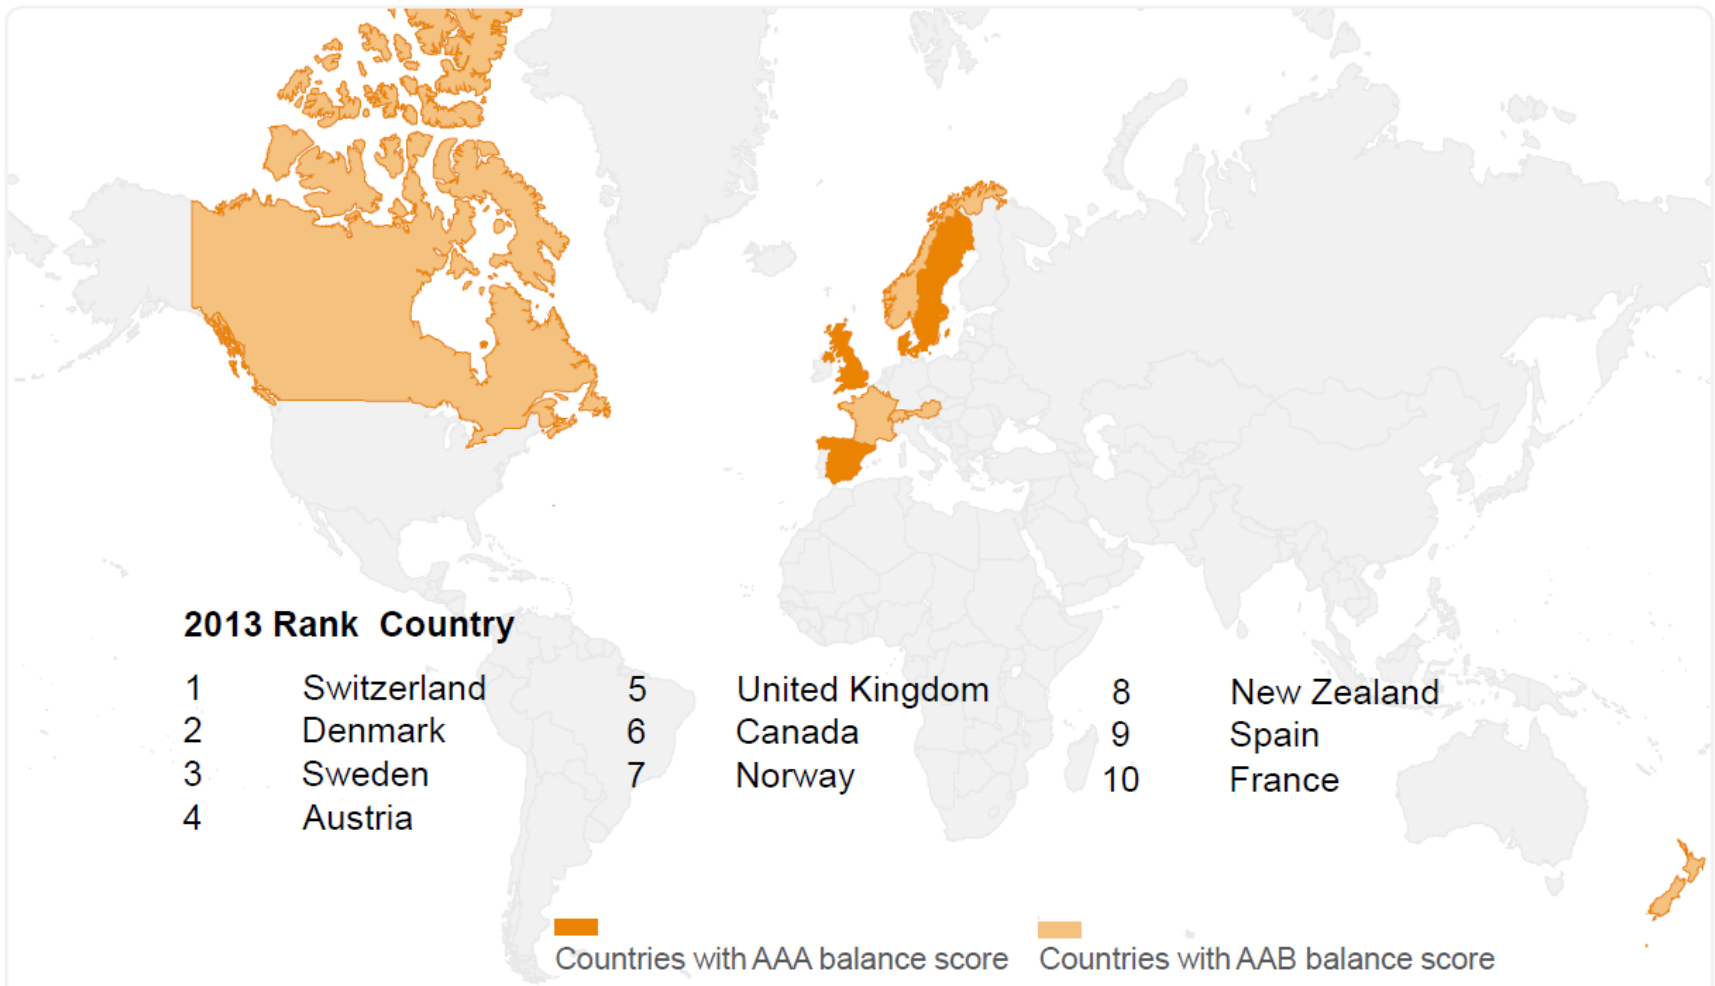 2013 Rank Country
1 Switzerland
2 Denmark
3 Sweden
4 Austria
5 United Kingdom
6 Canada
7 Norway
8 New Zealand
9 Spain
10 France
Countries with AAA balance score
Countries with AAB balance score